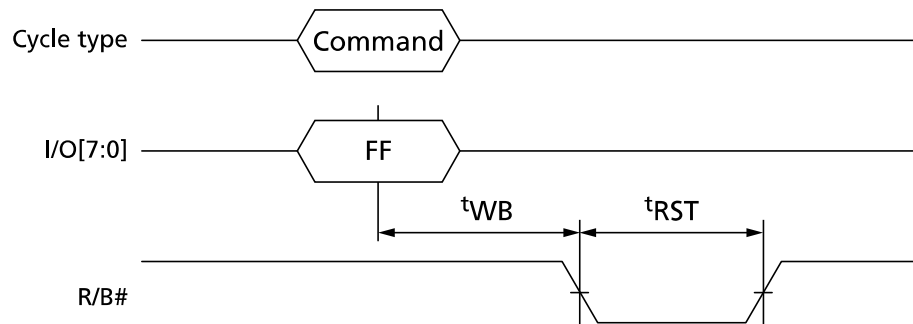 Cycle type
Command
I/O[7:0]
FF
tWB
tRST
R/B#